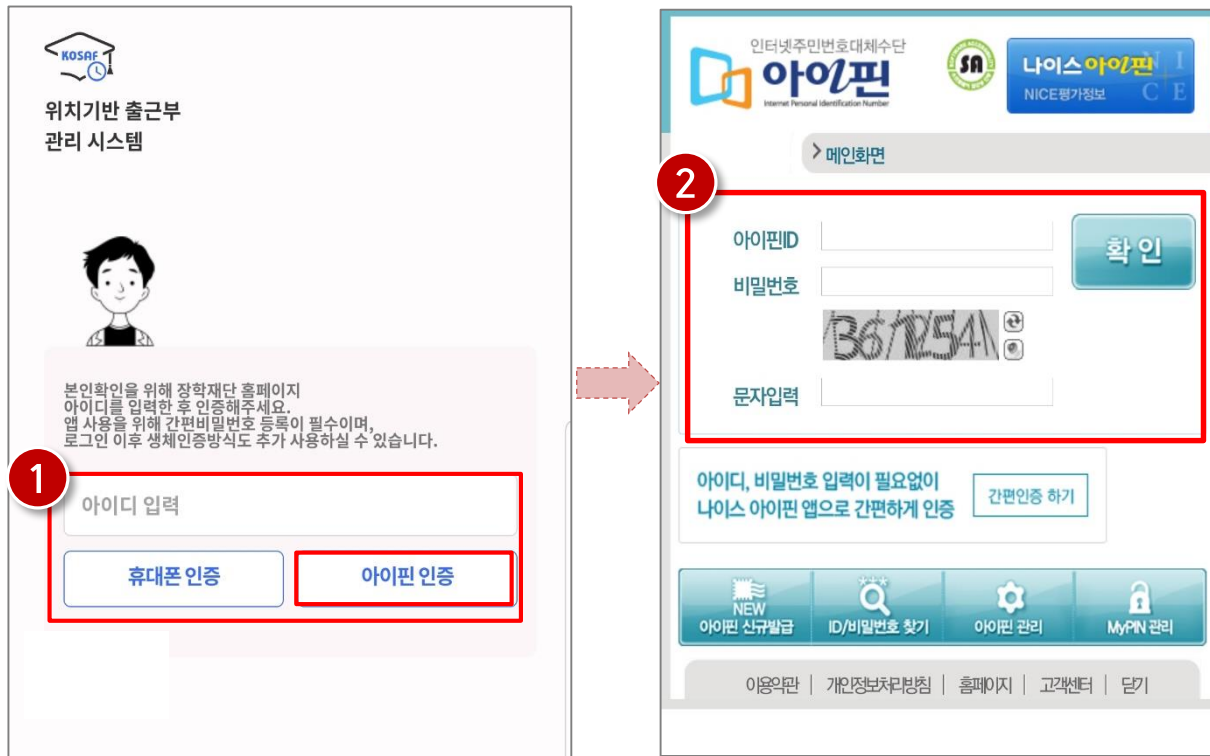 KOSAF
위치기반 출근부
관리 시스템
본인확인을 위해 장학재단 홈페이지
아이디를 입력한 후 인증해주세요.
앱 사용을 위해 간편비밀번호 등록이 필수이며,
로그인 이후 생체인증방식도 추가 사용하실 수 있습니다.
1
아이디 입력
휴대폰 인증
아이핀 인증
인터넷주민번호대체수단
아이핀
Internet Personal Identification Number
SA
나이스아이핀
NICE평가정보
NICE
메인화면
2
아이핀ID
확인
비밀번호
문자입력
아이디, 비밀번호 입력이 필요없이
나이스 아이핀 앱으로 간편하게 인증
간편인증 하기
NEW
아이핀 신규발급
ID/비밀번호 찾기
아이핀 관리
MyPIN 관리
이용약관 | 개인정보처리방침 | 홈페이지 | 고객센터 | 닫기